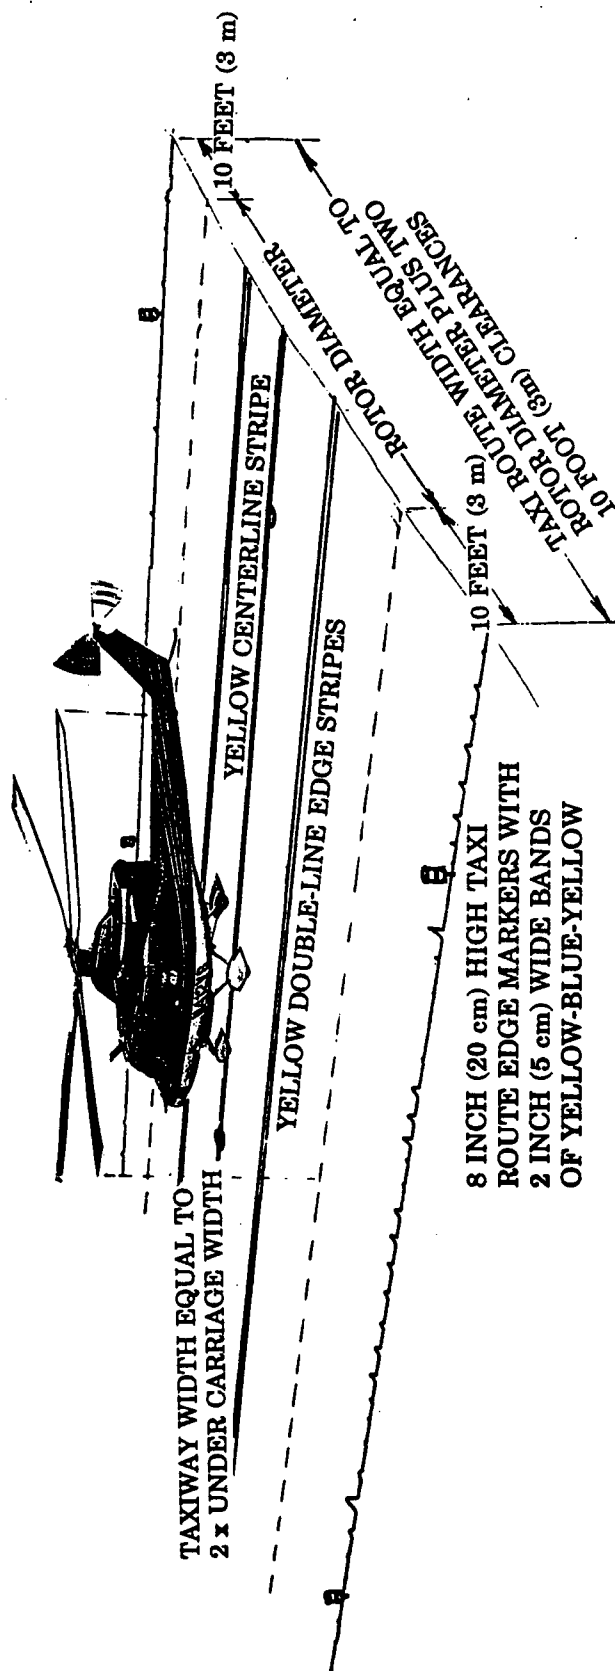 TAXIWAY WIDTH EQUAL TO
2 x UNDER CARRIAGE WIDTH
YELLOW CENTERLINE STRIPE
YELLOW DOUBLE-LINE EDGE STRIPES
10 FEET (3 m)
ROTOR DIAMETER
10 FEET (3 m)
TAXI ROUTE WIDTH EQUAL TO
ROTOR DIAMETER PLUS TWO
10 FOOT (3m) CLEARANCES
8 INCH (20 cm) HIGH TAXI
ROUTE EDGE MARKERS WITH
2 INCH (5 cm) WIDE BANDS
OF YELLOW-BLUE-YELLOW